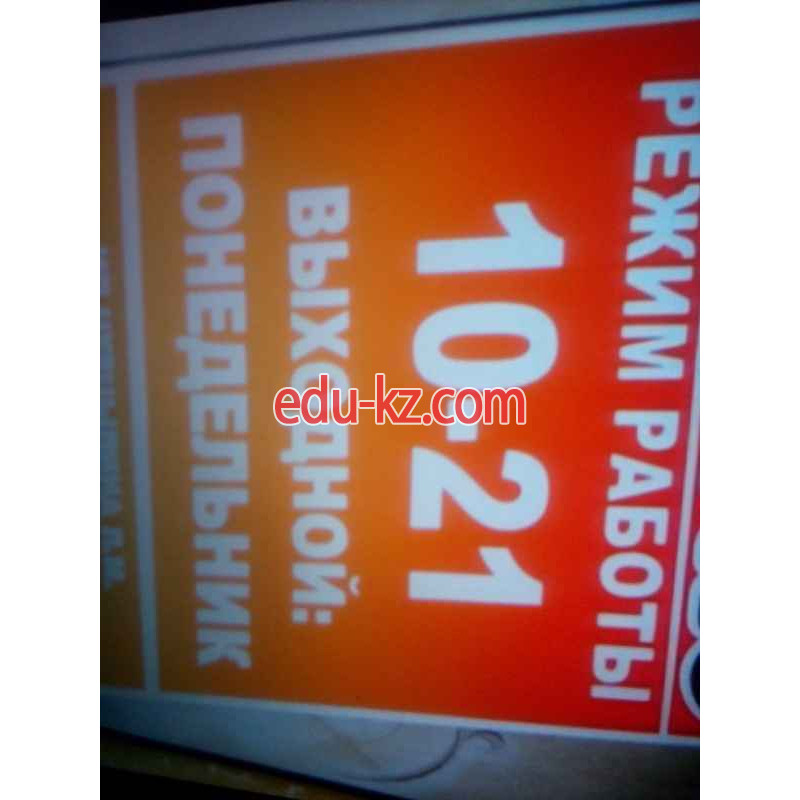 РЕЖИМ РАБОТЫ
10-21
ВЫХОДНОЙ:
ПОНЕДЕЛЬНИК
edu-kz.com